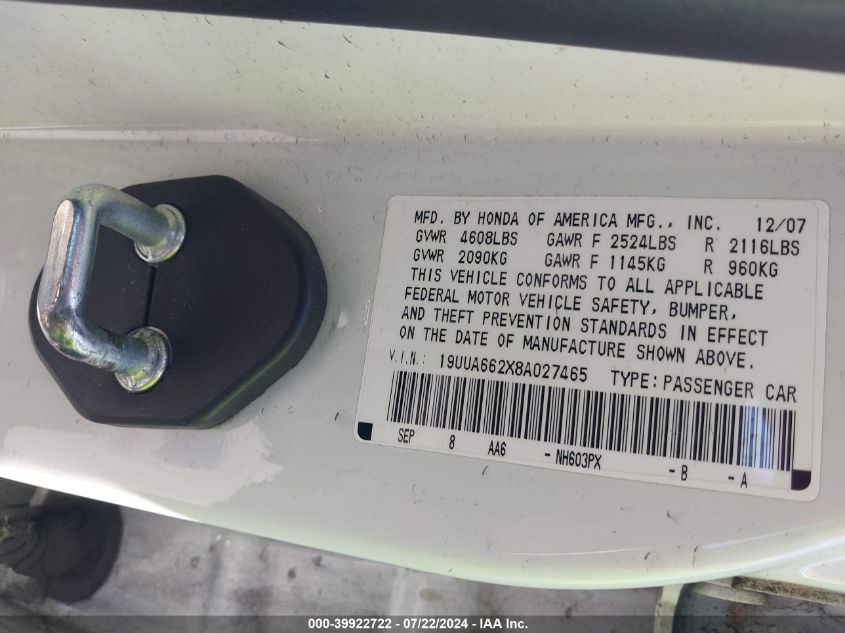 MFD. BY HONDA OF AMERICA MFG., INC. 12/07
GVWR 4608LBS GAWR F 2524LBS R 2116LBS
GVWR 2090KG GAWR F 1145KG R 960KG
THIS VEHICLE CONFORMS TO ALL APPLICABLE
FEDERAL MOTOR VEHICLE SAFETY, BUMPER,
AND THEFT PREVENTION STANDARDS IN EFFECT
ON THE DATE OF MANUFACTURE SHOWN ABOVE.
V.I.N.: 19UUA662X8A027465 TYPE: PASSENGER CAR
SEP 8 AA6 - NH603PX - B - A
000-39922722 - 07/22/2024 - IAA Inc.